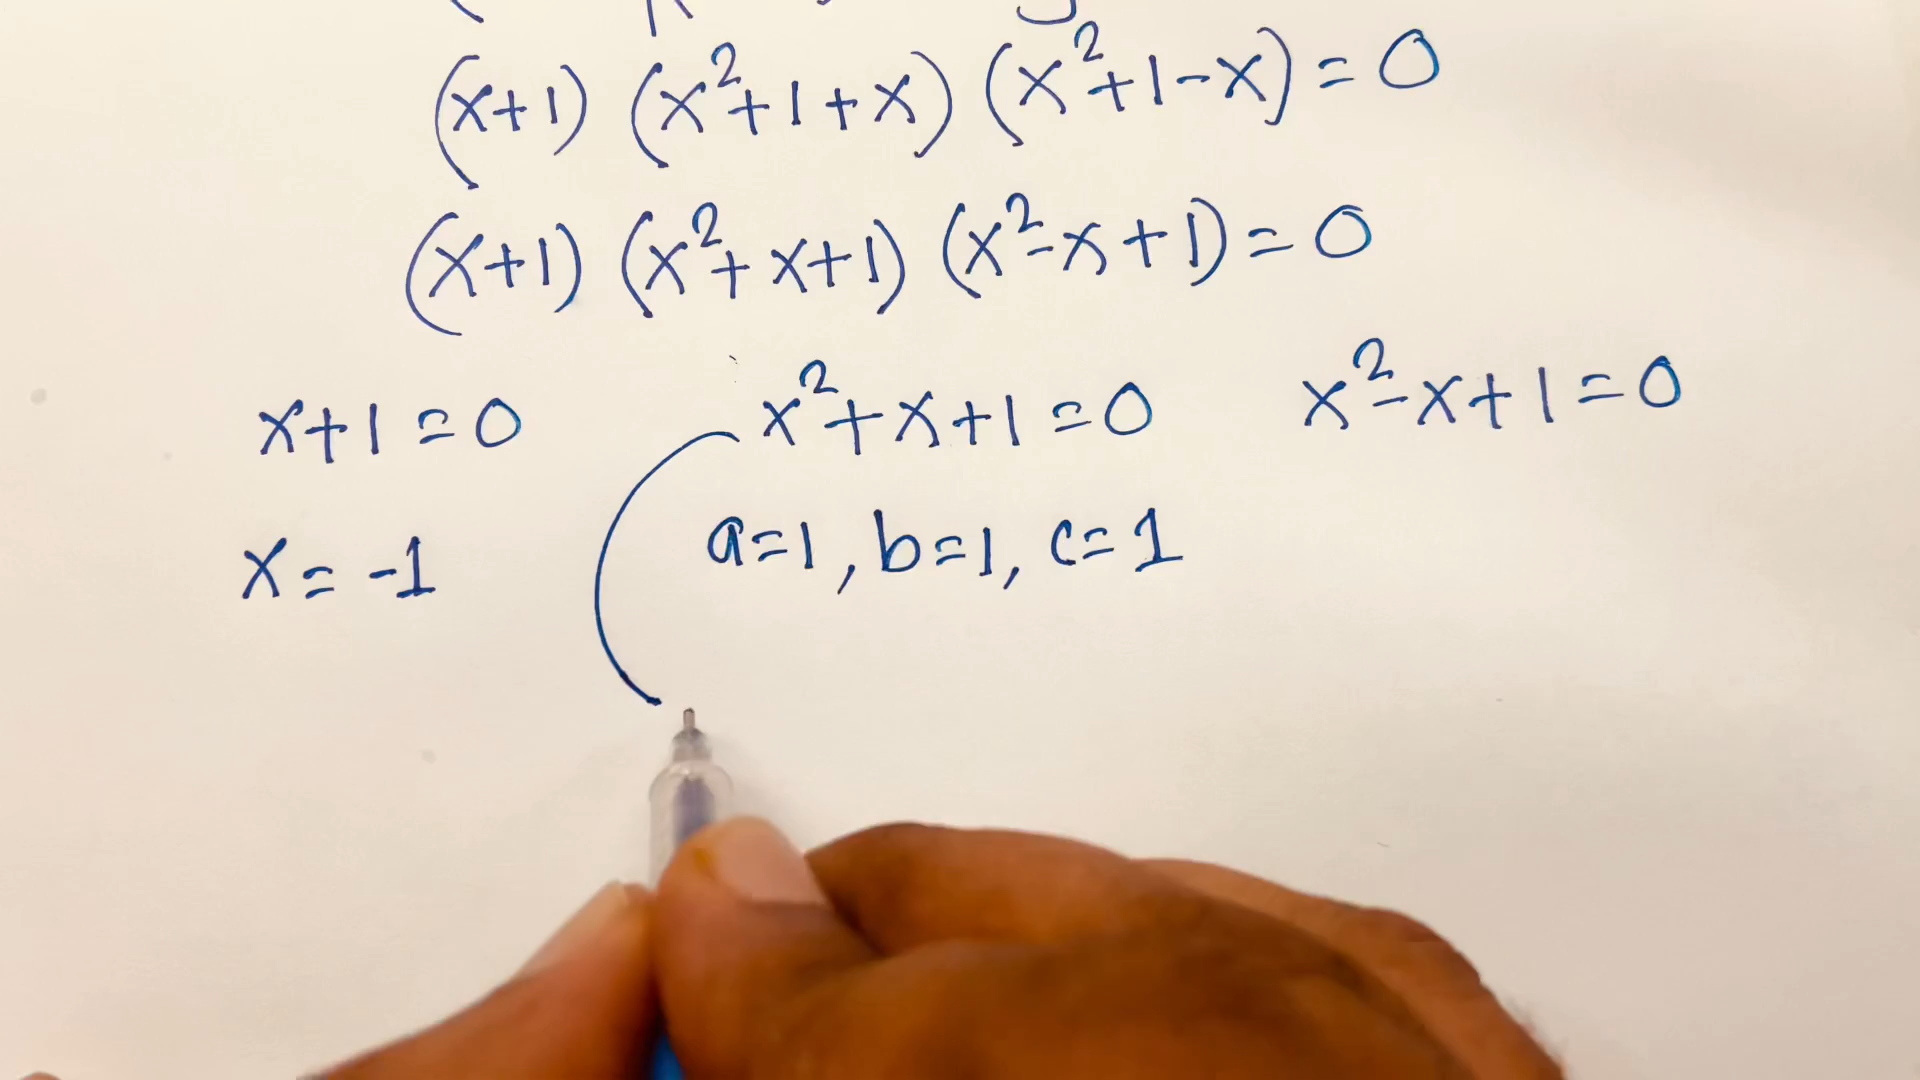 (x+1) (x²+1+x) (x²+1-x) = 0
(x+1) (x²+x+1) (x²-x+1) = 0
x+1=0 x²+x+1=0 x²-x+1=0
x=-1 a=1, b=1, c=1